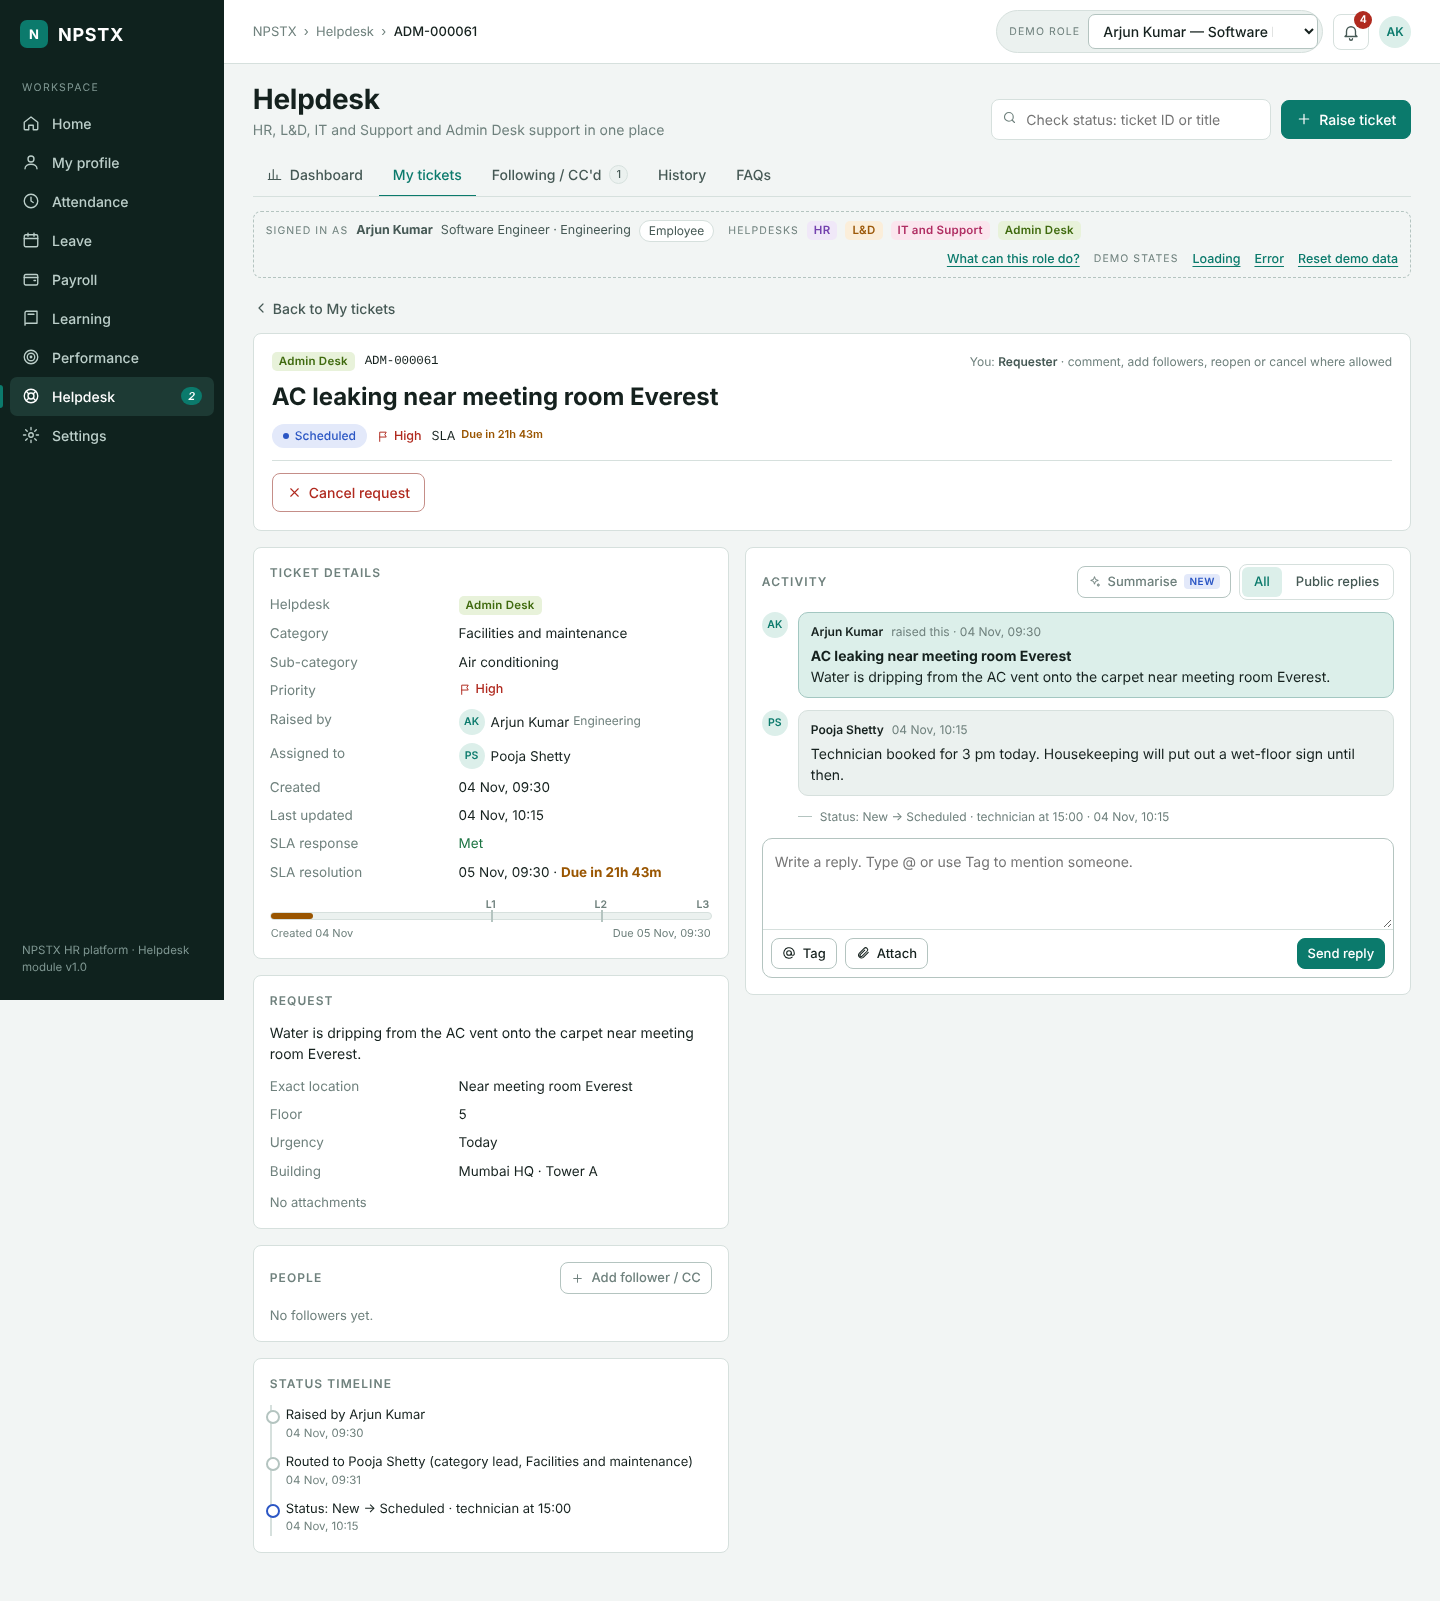 N NPSTX
WORKSPACE
Home
My profile
Attendance
Leave
Payroll
Learning
Performance
Helpdesk 2
Settings
NPSTX HR platform · Helpdesk
module v1.0
NPSTX › Helpdesk › ADM-000061
DEMO ROLE Arjun Kumar — Software
4
AK
Helpdesk
HR, L&D, IT and Support and Admin Desk support in one place
Check status: ticket ID or title
Raise ticket
Dashboard My tickets Following / CC'd 1 History FAQs
SIGNED IN AS Arjun Kumar Software Engineer · Engineering Employee HELPDESKS HR L&D IT and Support Admin Desk
What can this role do? DEMO STATES Loading Error Reset demo data
Back to My tickets
Admin Desk ADM-000061
You: Requester · comment, add followers, reopen or cancel where allowed
AC leaking near meeting room Everest
Scheduled High SLA Due in 21h 43m
Cancel request
TICKET DETAILS
Helpdesk Admin Desk
Category Facilities and maintenance
Sub-category Air conditioning
Priority High
Raised by AK Arjun Kumar Engineering
Assigned to PS Pooja Shetty
Created 04 Nov, 09:30
Last updated 04 Nov, 10:15
SLA response Met
SLA resolution 05 Nov, 09:30 · Due in 21h 43m
L1 L2 L3
Created 04 Nov Due 05 Nov, 09:30
REQUEST
Water is dripping from the AC vent onto the carpet near meeting
room Everest.
Exact location Near meeting room Everest
Floor 5
Urgency Today
Building Mumbai HQ · Tower A
No attachments
PEOPLE
Add follower / CC
No followers yet.
STATUS TIMELINE
Raised by Arjun Kumar
04 Nov, 09:30
Routed to Pooja Shetty (category lead, Facilities and maintenance)
04 Nov, 09:31
Status: New → Scheduled · technician at 15:00
04 Nov, 10:15
ACTIVITY
Summarise NEW All Public replies
AK
Arjun Kumar raised this · 04 Nov, 09:30
AC leaking near meeting room Everest
Water is dripping from the AC vent onto the carpet near meeting room Everest.
PS
Pooja Shetty 04 Nov, 10:15
Technician booked for 3 pm today. Housekeeping will put out a wet-floor sign until
then.
Status: New → Scheduled · technician at 15:00 · 04 Nov, 10:15
Write a reply. Type @ or use Tag to mention someone.
Tag
Attach
Send reply